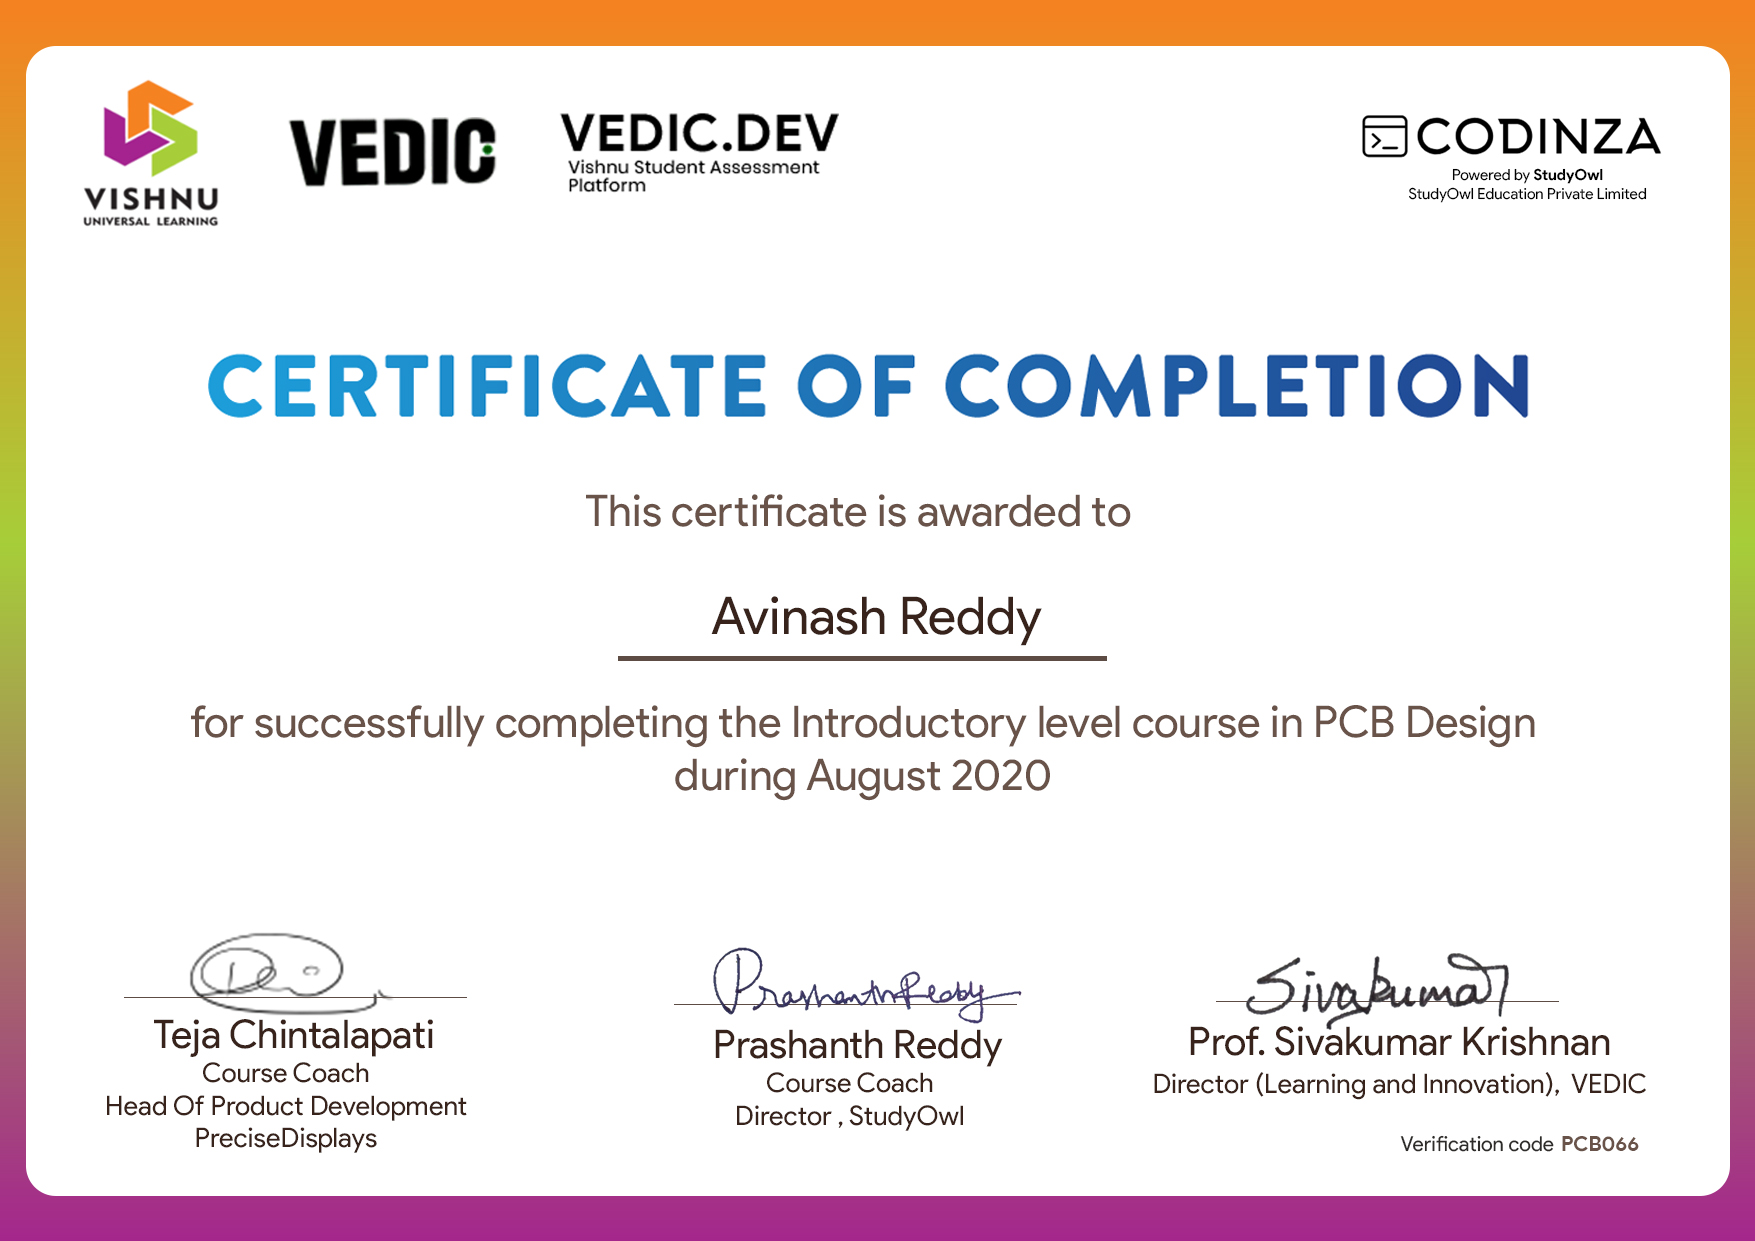 VISHNU
UNIVERSAL LEARNING
VEDIC
VEDIC.DEV
Vishnu Student Assessment
Platform
CODINZA
Powered by StudyOwl
StudyOwl Education Private Limited
CERTIFICATE OF COMPLETION
This certificate is awarded to
Avinash Reddy
for successfully completing the Introductory level course in PCB Design
during August 2020
Prashanth Reddy
Sivakumar
Teja Chintalapati
Course Coach
Head Of Product Development
PreciseDisplays
Prashanth Reddy
Course Coach
Director , StudyOwl
Prof. Sivakumar Krishnan
Director (Learning and Innovation), VEDIC
Verification code PCB066